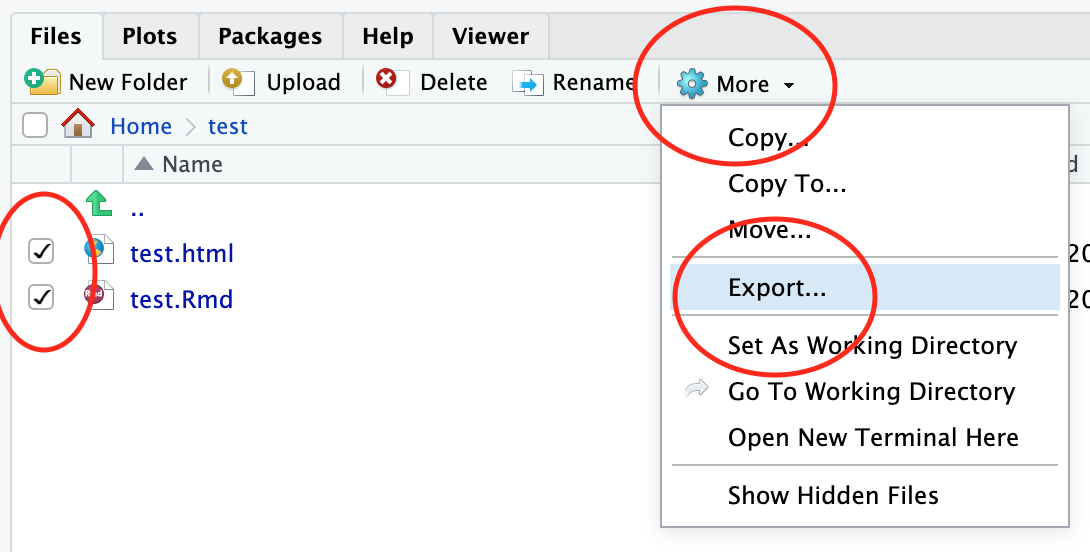 Files Plots Packages Help Viewer
New Folder Upload Delete Rename More
Home test
Name d
..
test.html 20
test.Rmd 20
Copy...
Copy To...
Move...
Export...
Set As Working Directory
Go To Working Directory
Open New Terminal Here
Show Hidden Files